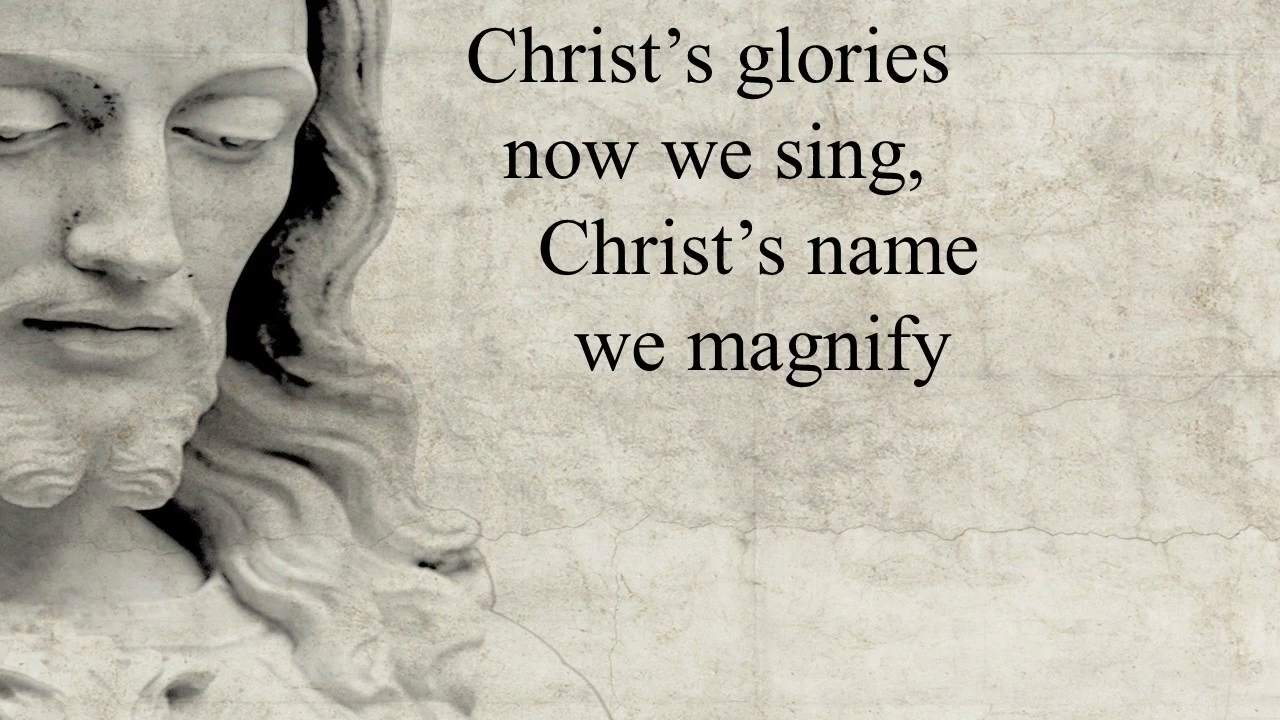 Christ’s glories
now we sing,
Christ’s name
we magnify